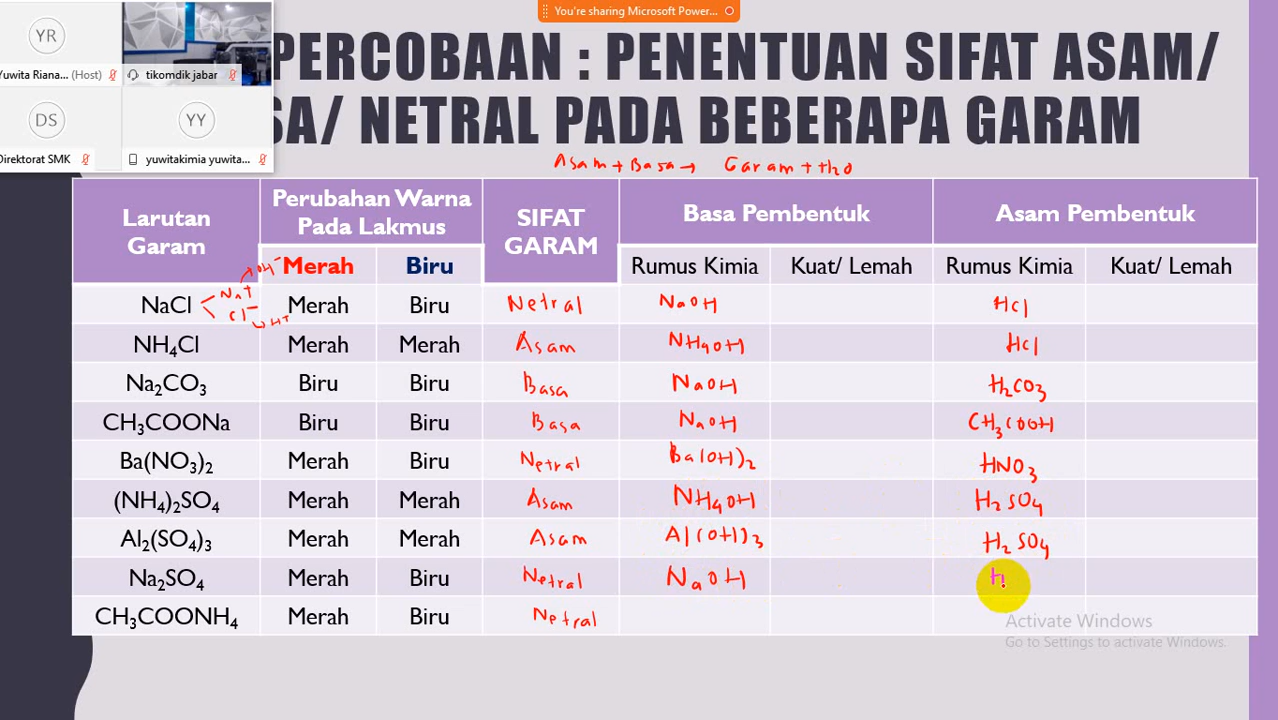 You're sharing Microsoft Power...
YR
Yuwita Riana... (Host)
tikomdik jabar
DS
YY
Direktorat SMK
yuwitakimia yuwita...
PERCOBAAN : PENENTUAN SIFAT ASAM/
SA/ NETRAL PADA BEBERAPA GARAM
Asam + Basa → Garam + H2O
Larutan Garam Perubahan Warna Pada Lakmus SIFAT GARAM Basa Pembentuk Asam Pembentuk
Merah Biru Rumus Kimia Kuat/ Lemah Rumus Kimia Kuat/ Lemah
NaCl Na+ → OH- Cl- → H+ Merah Biru Netral NaOH HCl
NH4Cl Merah Merah Asam NH4OH HCl
Na2CO3 Biru Biru Basa NaOH H2CO3
CH3COONa Biru Biru Basa NaOH CH3COOH
Ba(NO3)2 Merah Biru Netral Ba(OH)2 HNO3
(NH4)2SO4 Merah Merah Asam NH4OH H2SO4
Al2(SO4)3 Merah Merah Asam Al(OH)3 H2SO4
Na2SO4 Merah Biru Netral NaOH H
CH3COONH4 Merah Biru Netral
Activate Windows
Go to Settings to activate Windows.